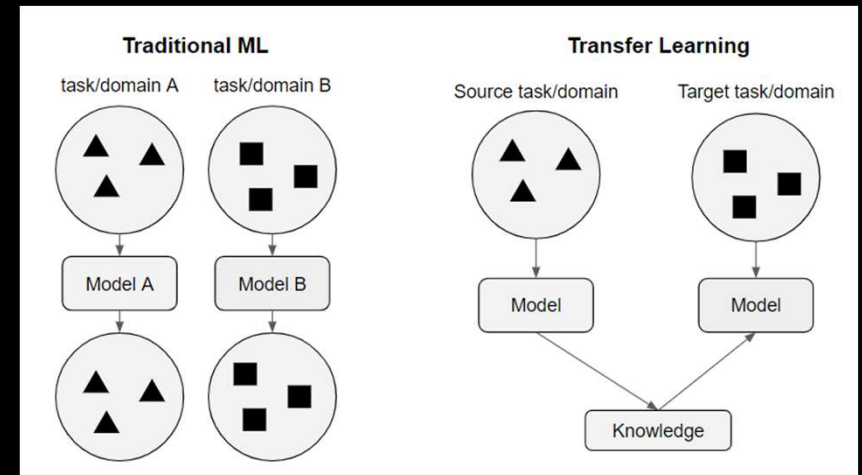 Traditional ML
task/domain A
task/domain B
Model A
Model B
Transfer Learning
Source task/domain
Target task/domain
Model
Model
Knowledge